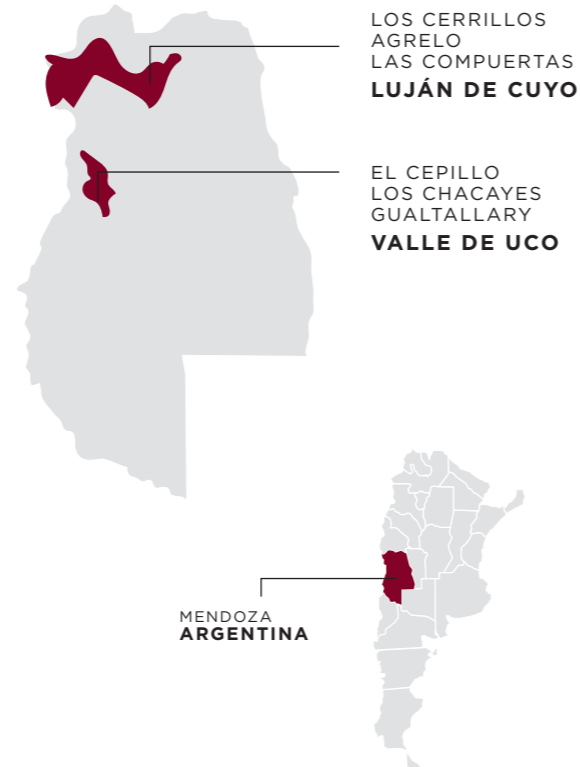 LOS CERRILLOS
AGRELO
LAS COMPUERTAS
LUJÁN DE CUYO
EL CEPILLO
LOS CHACAYES
GUALTALLARY
VALLE DE UCO
MENDOZA
ARGENTINA